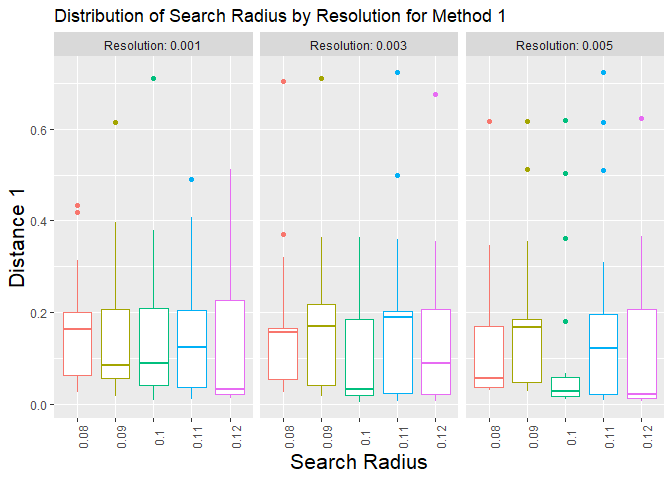 Distribution of Search Radius by Resolution for Method 1
Resolution: 0.001 Resolution: 0.003 Resolution: 0.005
0.6
0.4
0.2
0.0
Distance 1
0.08 0.09 0.1 0.11 0.12 0.08 0.09 0.1 0.11 0.12 0.08 0.09 0.1 0.11 0.12
Search Radius